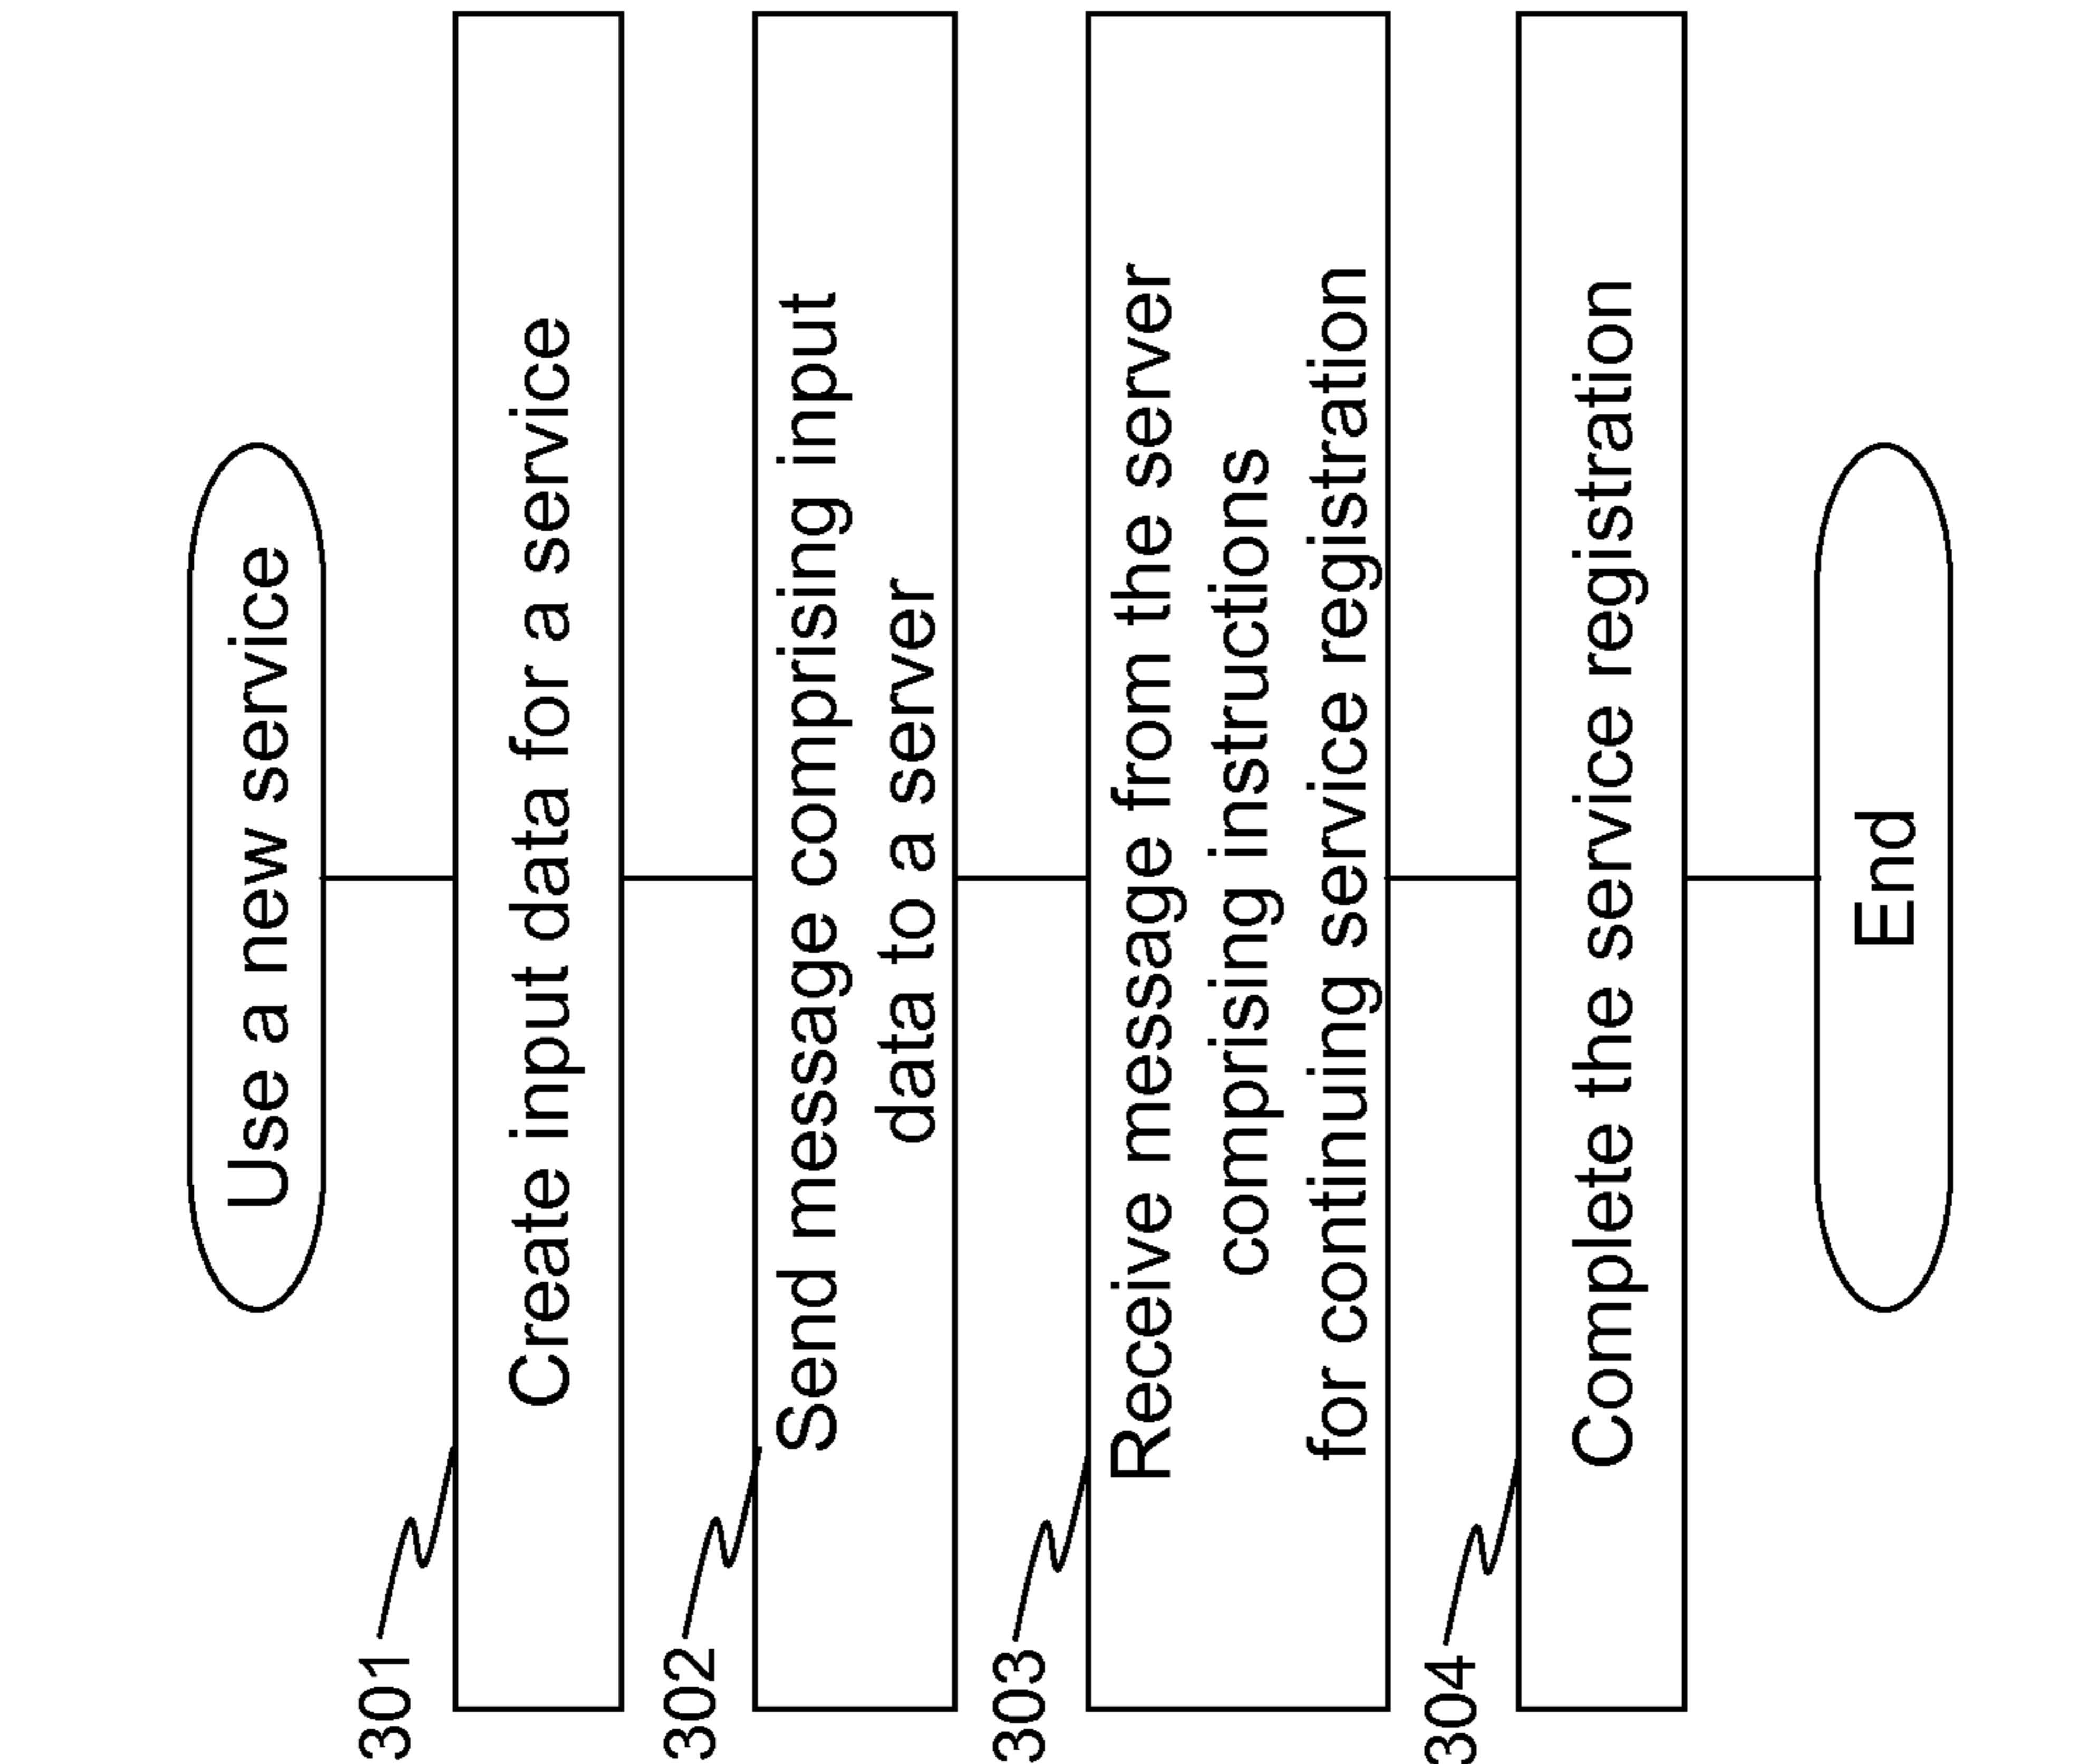 Use a new service
301
Create input data for a service
302
Send message comprising input
data to a server
303
Receive message from the server
comprising instructions
for continuing service registration
304
Complete the service registration
End